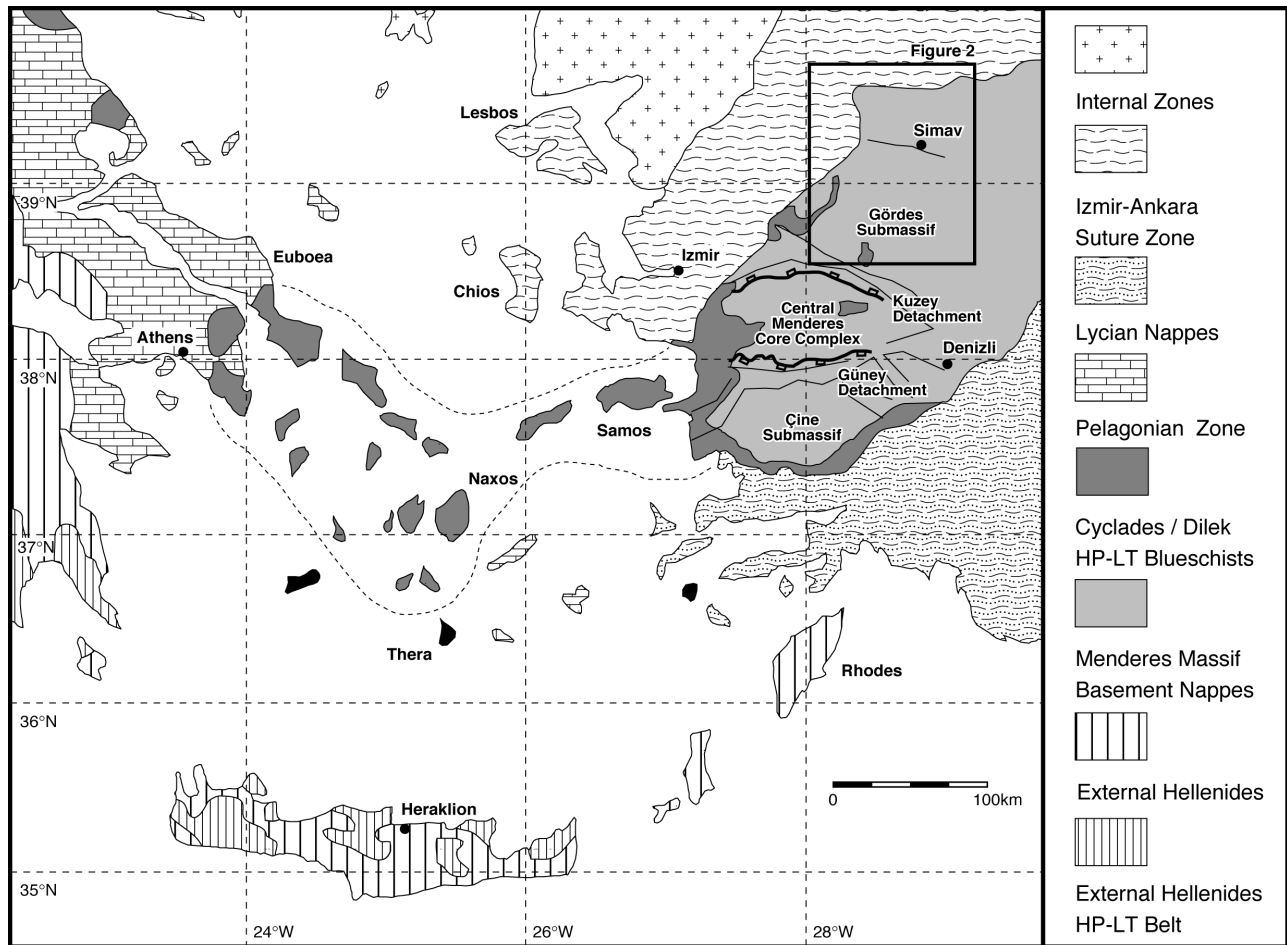 Figure 2
Lesbos
Simav
39°N
Gördes
Submassif
Euboea
Izmir
Chios
Kuzey
Detachment
Central
Menderes
Core Complex
Athens
Denizli
38°N
Güney
Detachment
Samos
Çine
Submassif
Naxos
37°N
Thera
Rhodes
36°N
0
100km
Heraklion
35°N
24°W
26°W
28°W
Internal Zones
Izmir-Ankara
Suture Zone
Lycian Nappes
Pelagonian Zone
Cyclades / Dilek
HP-LT Blueschists
Menderes Massif
Basement Nappes
External Hellenides
External Hellenides
HP-LT Belt